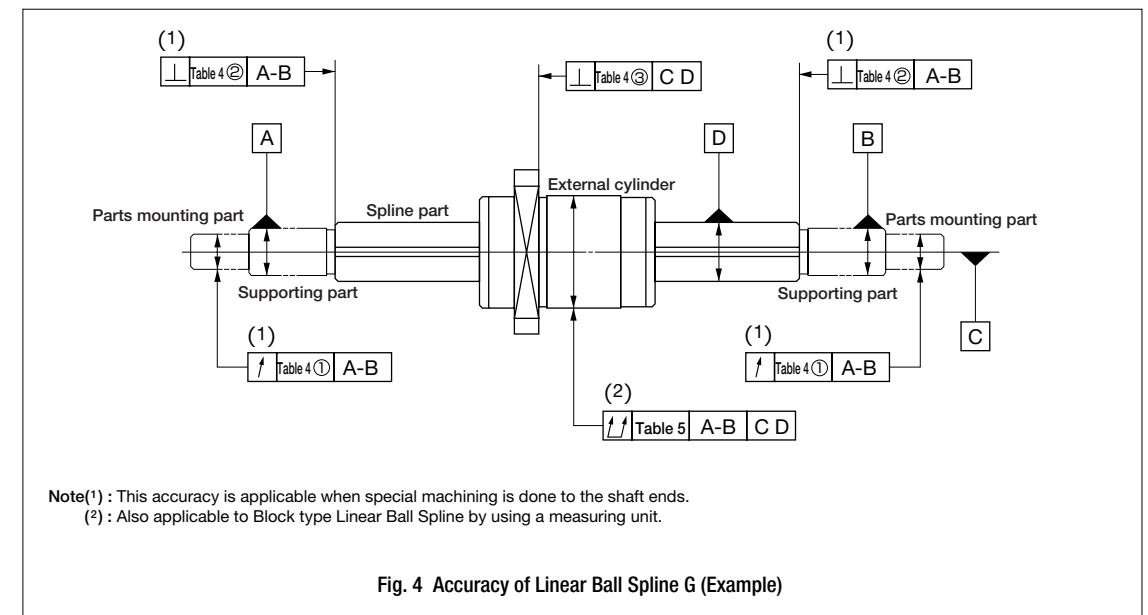 (1)
⊥ Table 4② A-B
⊥ Table 4③ C D
(1)
⊥ Table 4② A-B
A
D
B
External cylinder
Parts mounting part
Spline part
Parts mounting part
Supporting part
Supporting part
C
(1)
↗ Table 4① A-B
(1)
↗ Table 4① A-B
(2)
Table 5 A-B C D
Note(1) : This accuracy is applicable when special machining is done to the shaft ends.
(2) : Also applicable to Block type Linear Ball Spline by using a measuring unit.
Fig. 4 Accuracy of Linear Ball Spline G (Example)